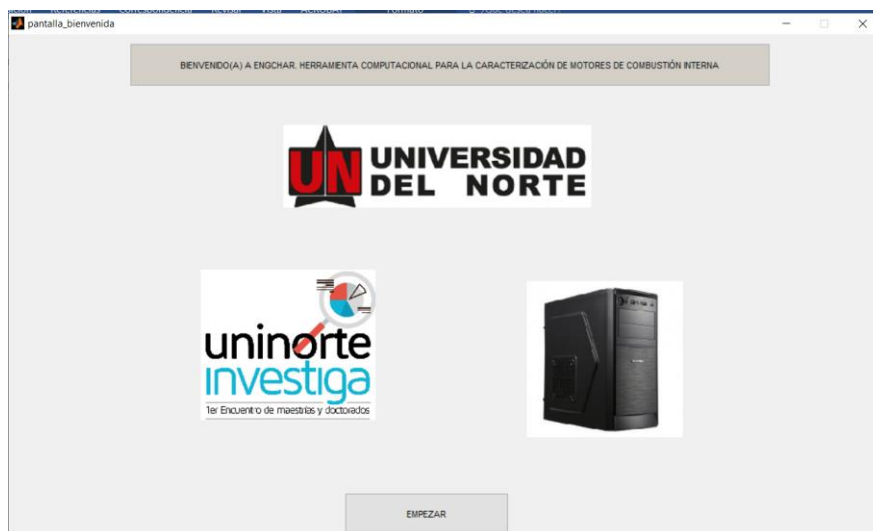 pantalla_bienvenida
BIENVENIDO(A) A ENGCHAR. HERRAMIENTA COMPUTACIONAL PARA LA CARACTERIZACIÓN DE MOTORES DE COMBUSTIÓN INTERNA
UN UNIVERSIDAD
DEL NORTE
uninorte
investiga
1er Encuentro de maestrías y doctorados
EMPEZAR